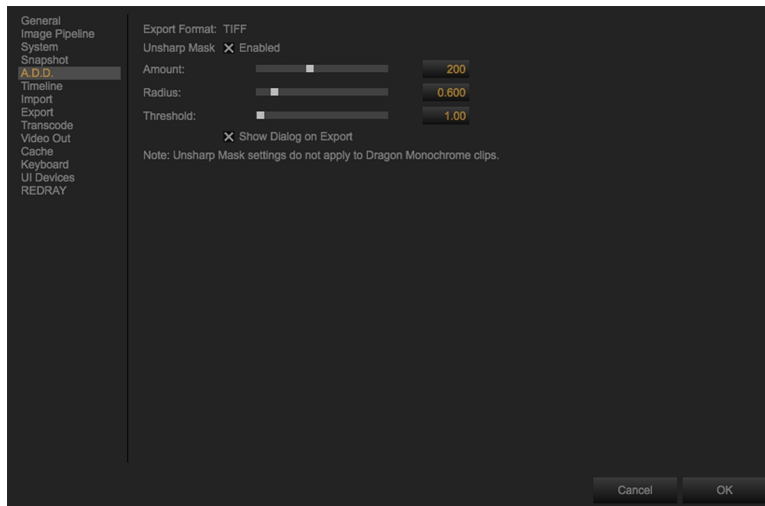 General
Image Pipeline
System
Snapshot
A.D.D.
Timeline
Import
Export
Transcode
Video Out
Cache
Keyboard
UI Devices
REDRAY
Export Format: TIFF
Unsharp Mask Enabled
Amount: 200
Radius: 0.600
Threshold: 1.00
Show Dialog on Export
Note: Unsharp Mask settings do not apply to Dragon Monochrome clips.
Cancel OK